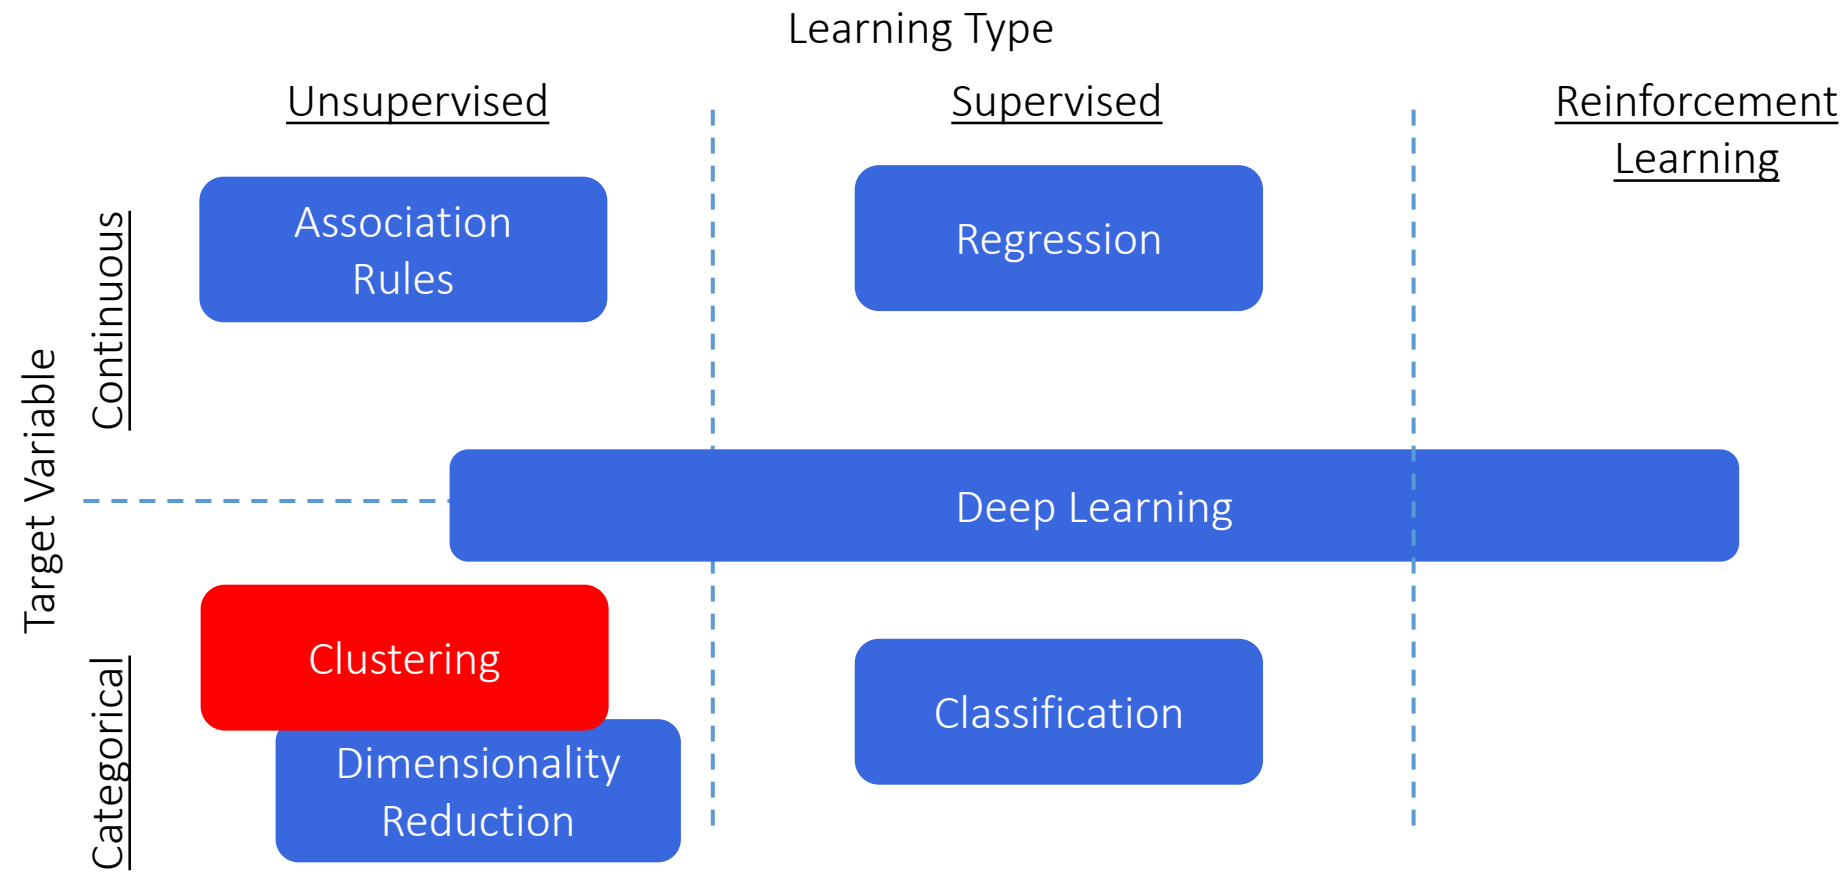 Learning Type
Unsupervised
Supervised
Reinforcement
Learning
Target Variable
Continuous
Association
Rules
Regression
Deep Learning
Categorical
Clustering
Dimensionality
Reduction
Classification